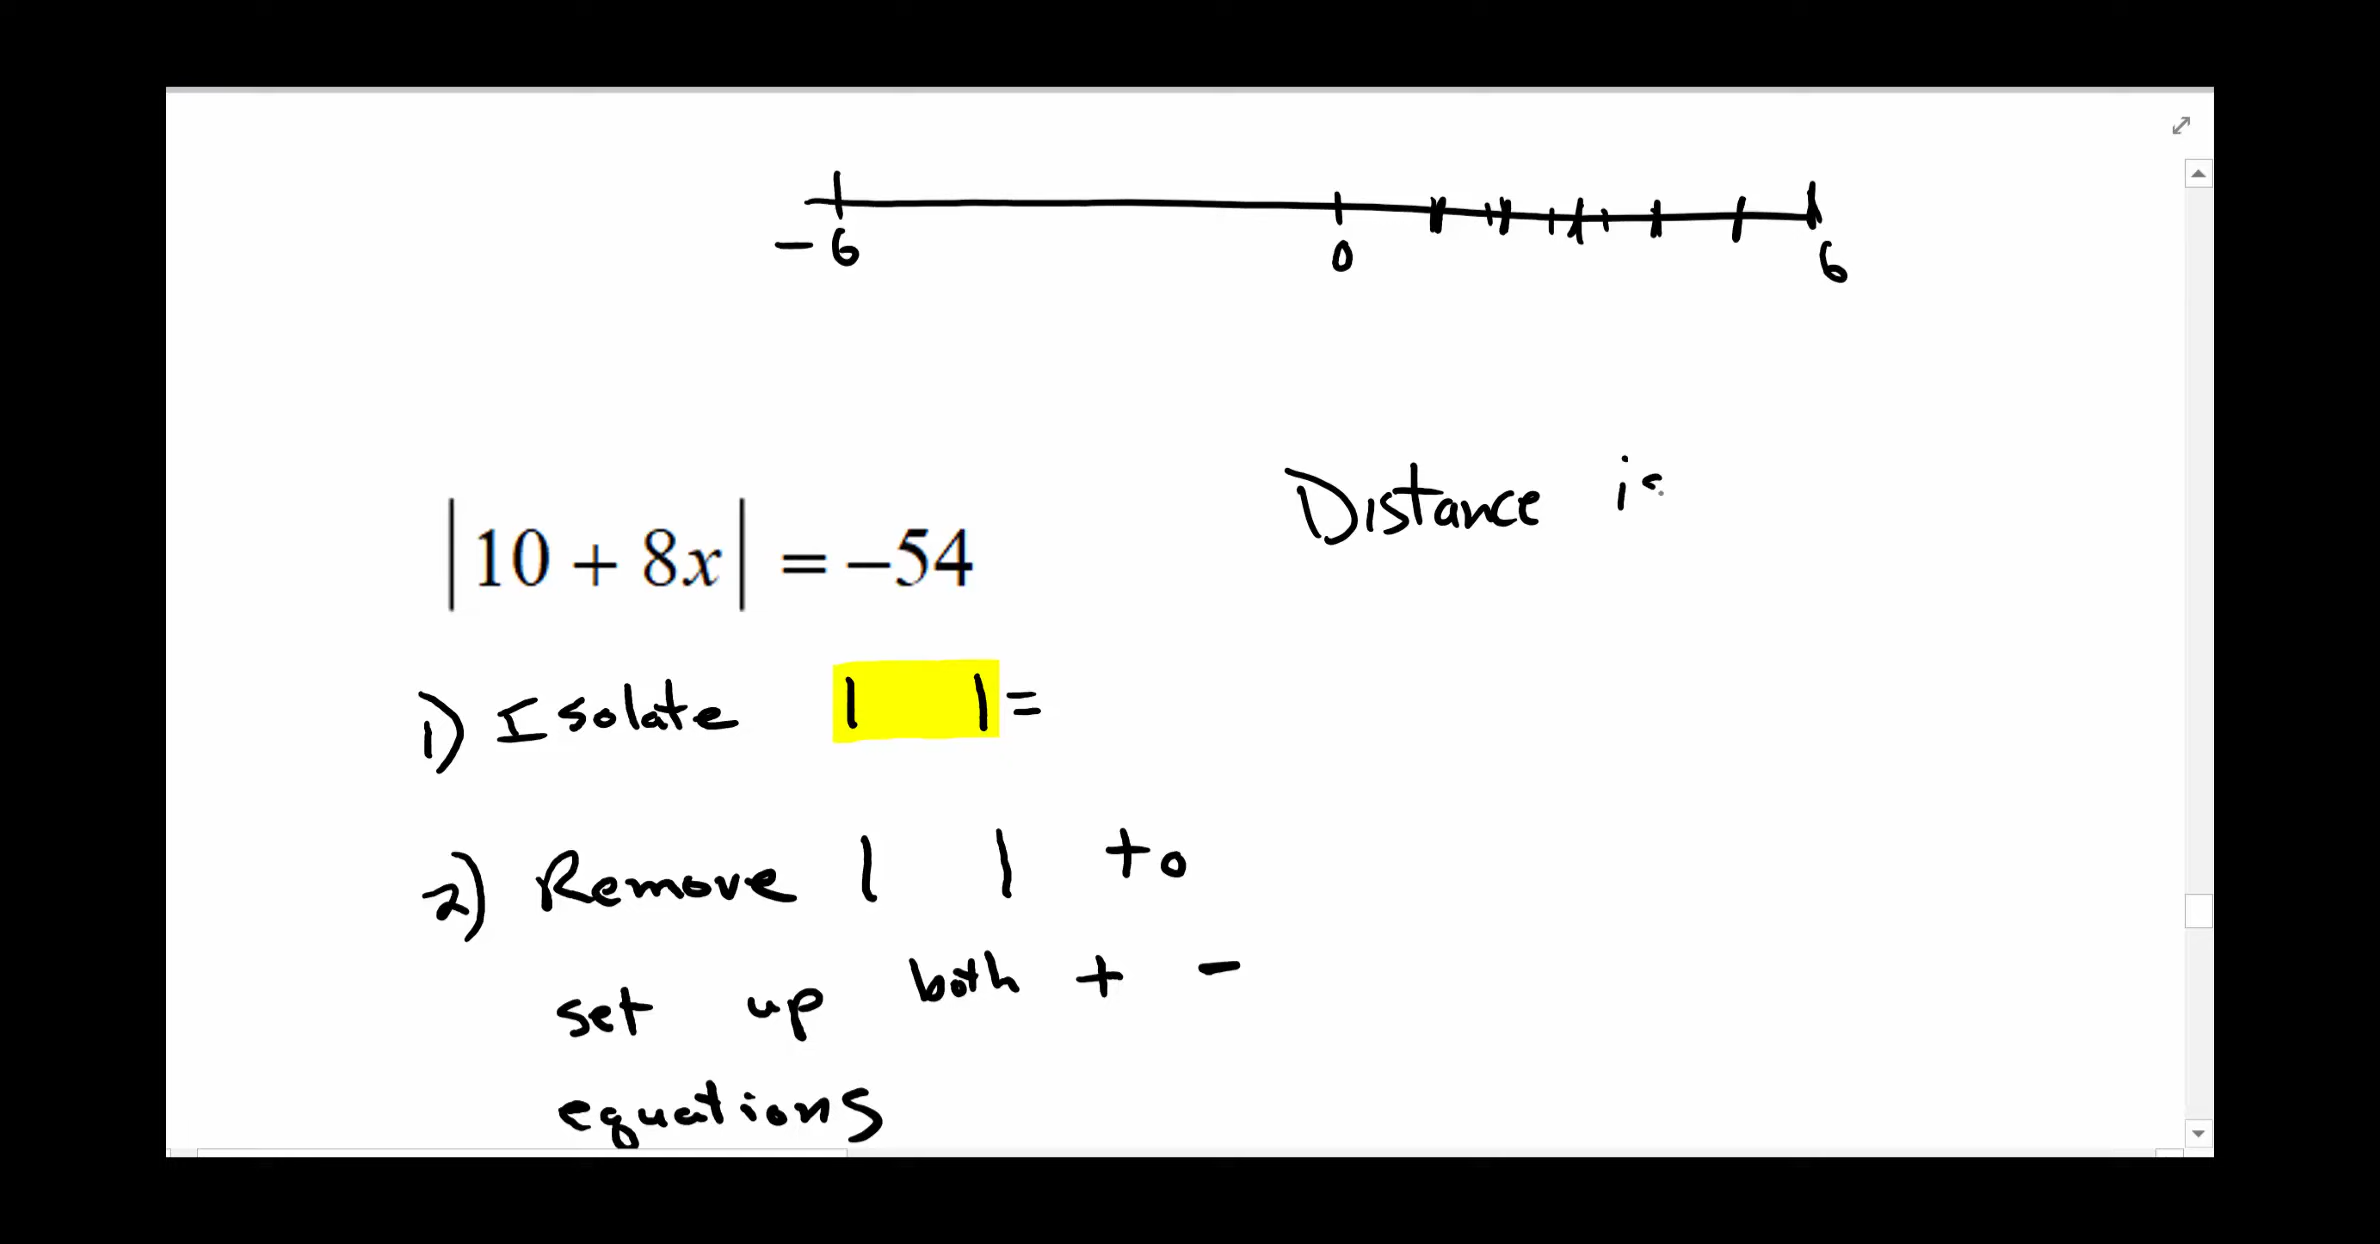 -6 0 6
Distance is
|10 + 8x| = -54
1) Isolate | | =
2) Remove | | to
set up both + -
equations